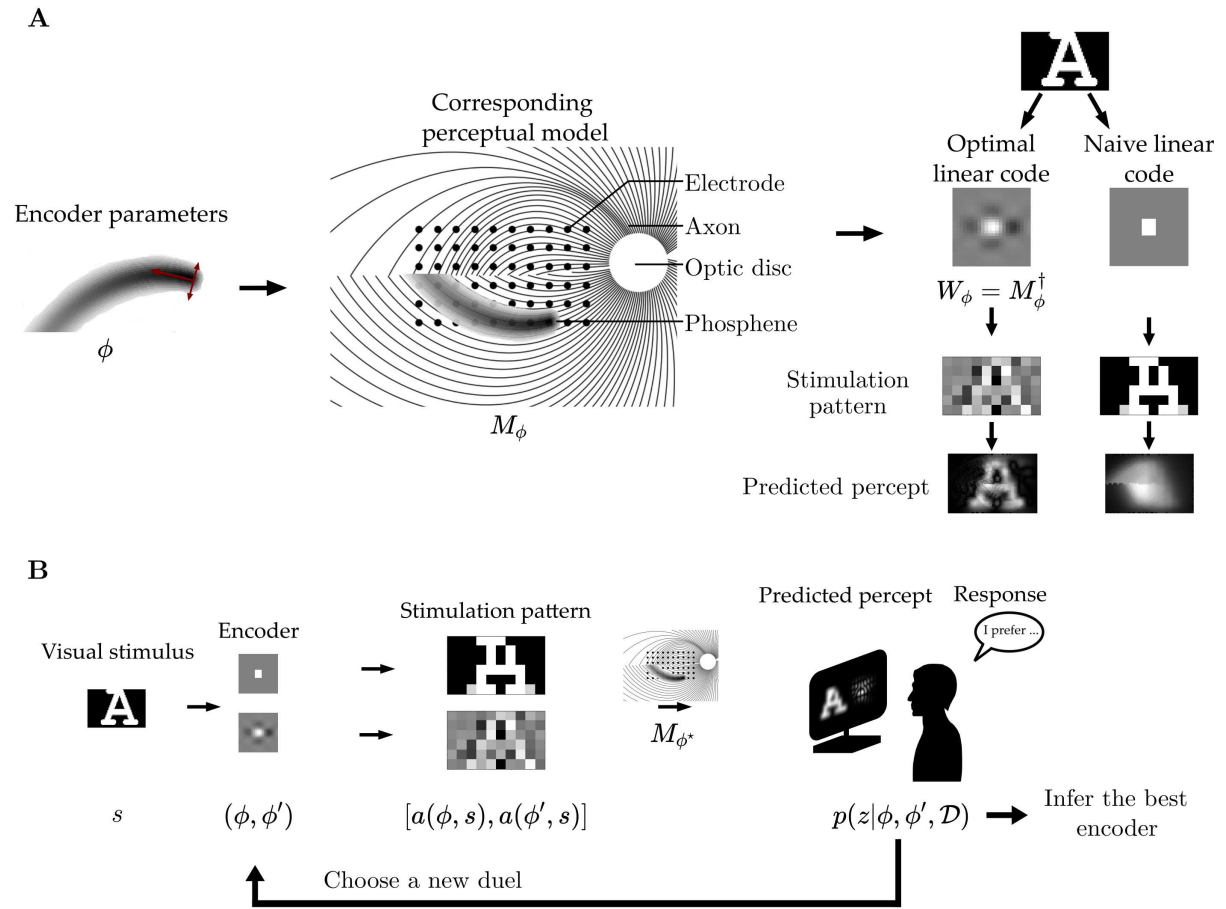 A
Corresponding
perceptual model
Encoder parameters
ϕ
Electrode
Axon
Optic disc
Phosphene
M_ϕ
A
Optimal
linear code
Naive linear
code
W_ϕ = M_ϕ^†
Stimulation
pattern
Predicted percept
B
Visual stimulus
Encoder
Stimulation pattern
Predicted percept
Response
I prefer ...
A
A
M_ϕ⋆
s
(ϕ, ϕ′)
[a(ϕ, s), a(ϕ′, s)]
p(z|ϕ, ϕ′, 𝒟)
Infer the best
encoder
Choose a new duel